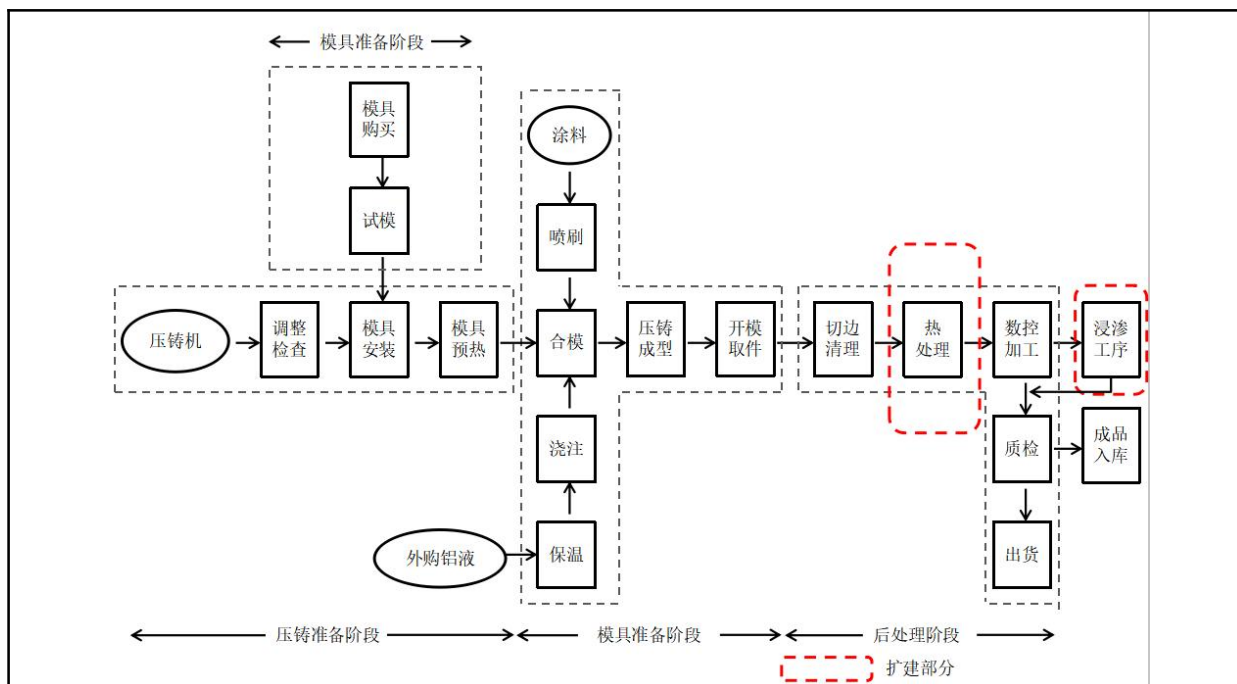 模具准备阶段
模具
购买
涂料
试模
喷刷
压铸机
调整
检查
模具
安装
模具
预热
合模
压铸
成型
开模
取件
切边
清理
热
处理
数控
加工
浸渗
工序
浇注
质检
成品
入库
外购铝液
保温
出货
压铸准备阶段
模具准备阶段
后处理阶段
扩建部分